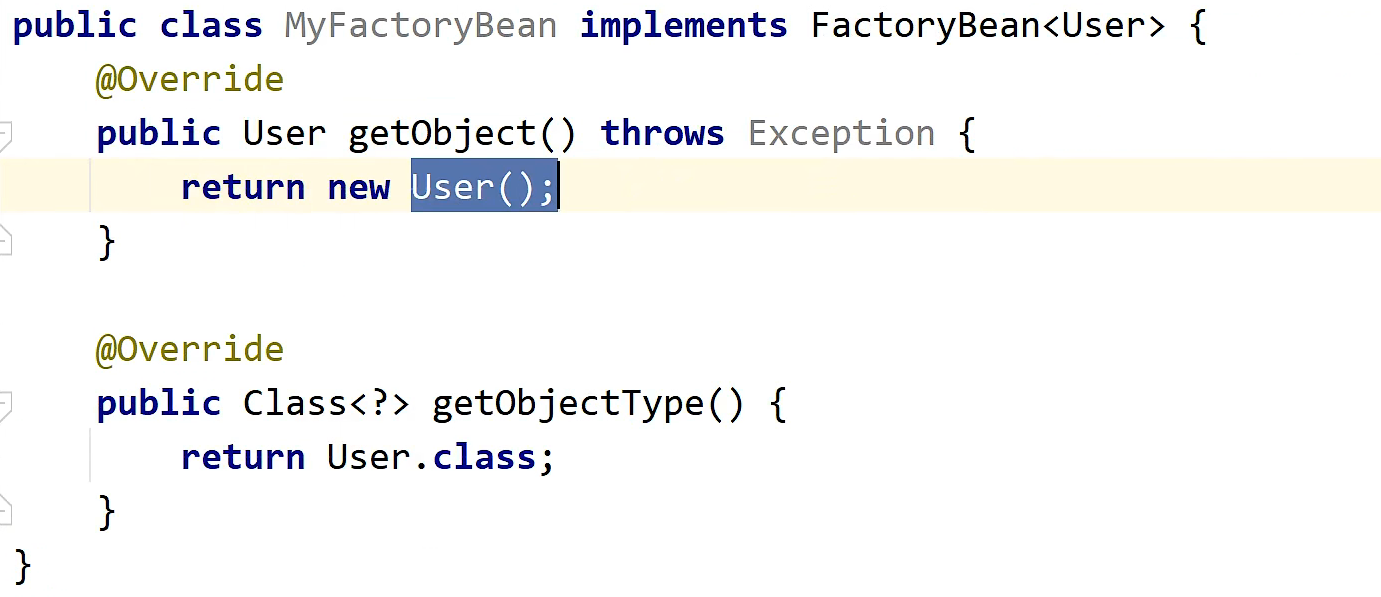 public class MyFactoryBean implements FactoryBean<User> {
    @Override
    public User getObject() throws Exception {
        return new User();
    }

    @Override
    public Class<?> getObjectType() {
        return User.class;
    }
}